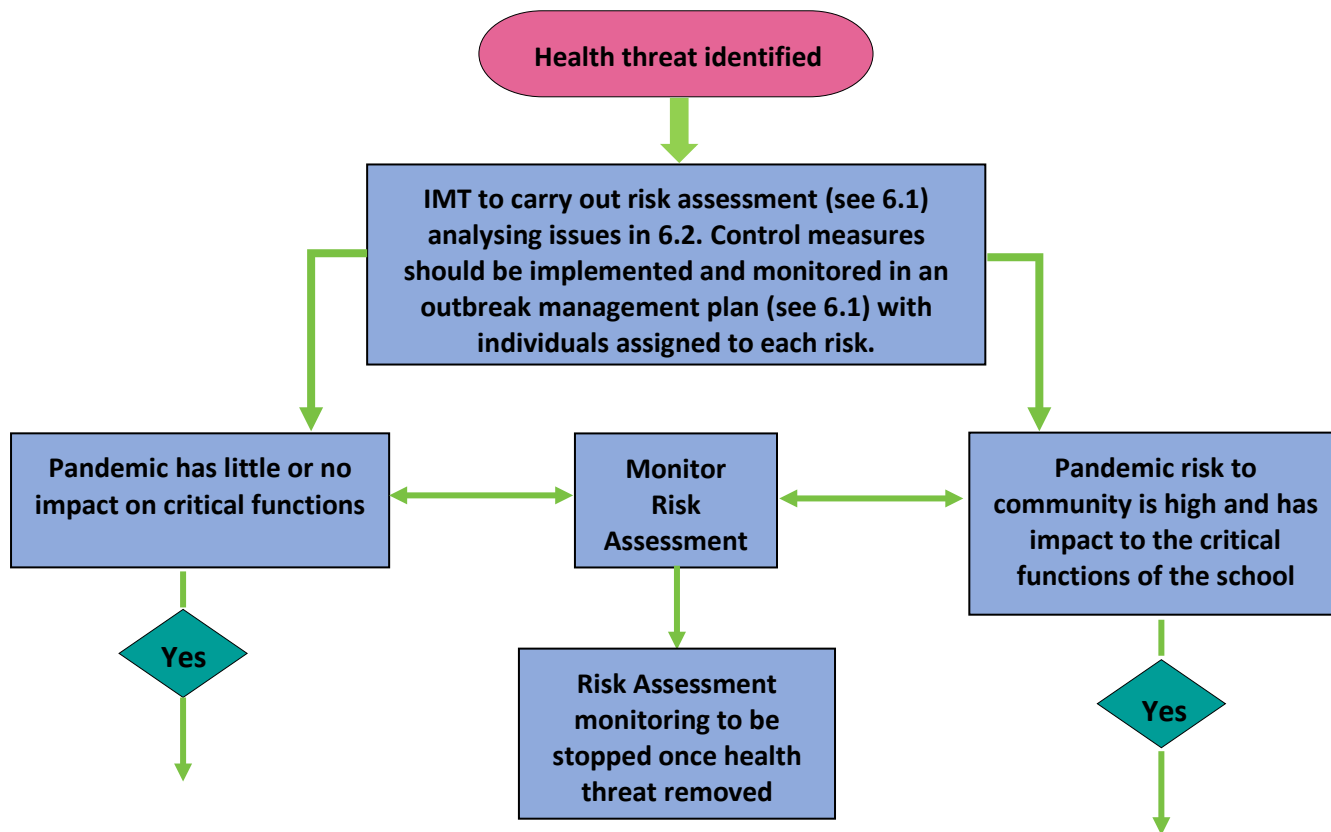 Health threat identified
IMT to carry out risk assessment (see 6.1)
analysing issues in 6.2. Control measures
should be implemented and monitored in an
outbreak management plan (see 6.1) with
individuals assigned to each risk.
Pandemic has little or no
impact on critical functions
Monitor
Risk
Assessment
Pandemic risk to
community is high and has
impact to the critical
functions of the school
Yes
Risk Assessment
monitoring to be
stopped once health
threat removed
Yes